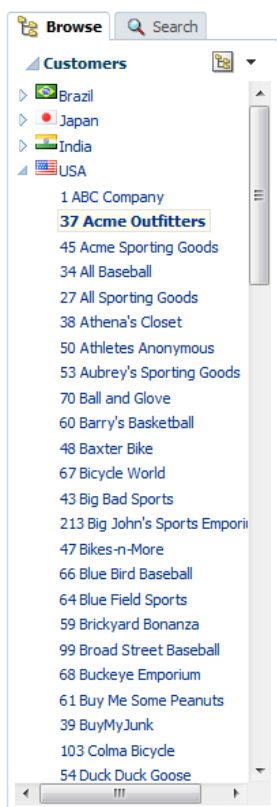 Browse Search
Customers
Brazil
Japan
India
USA
1 ABC Company
37 Acme Outfitters
45 Acme Sporting Goods
34 All Baseball
27 All Sporting Goods
38 Athena's Closet
50 Athletes Anonymous
53 Aubrey's Sporting Goods
70 Ball and Glove
60 Barry's Basketball
48 Baxter Bike
67 Bicycle World
43 Big Bad Sports
213 Big John's Sports Empori
47 Bikes-n-More
66 Blue Bird Baseball
64 Blue Field Sports
59 Brickyard Bonanza
99 Broad Street Baseball
68 Buckeye Emporium
61 Buy Me Some Peanuts
39 BuyMyJunk
103 Colma Bicycle
54 Duck Duck Goose